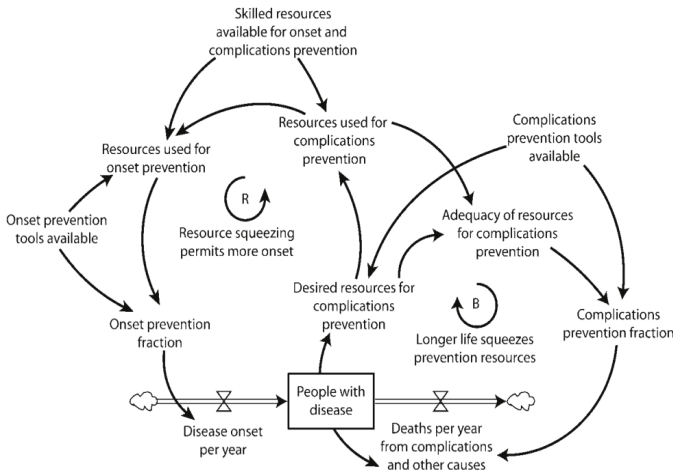 Skilled resources
available for onset and
complications prevention
Resources used for
onset prevention
Resources used for
complications
prevention
Complications
prevention tools
available
R
Resource squeezing
permits more onset
Onset prevention
tools available
Adequacy of resources
for complications
prevention
Desired resources for
complications
prevention
B
Longer life squeezes
prevention resources
Onset prevention
fraction
Complications
prevention fraction
People with
disease
Disease onset
per year
Deaths per year
from complications
and other causes